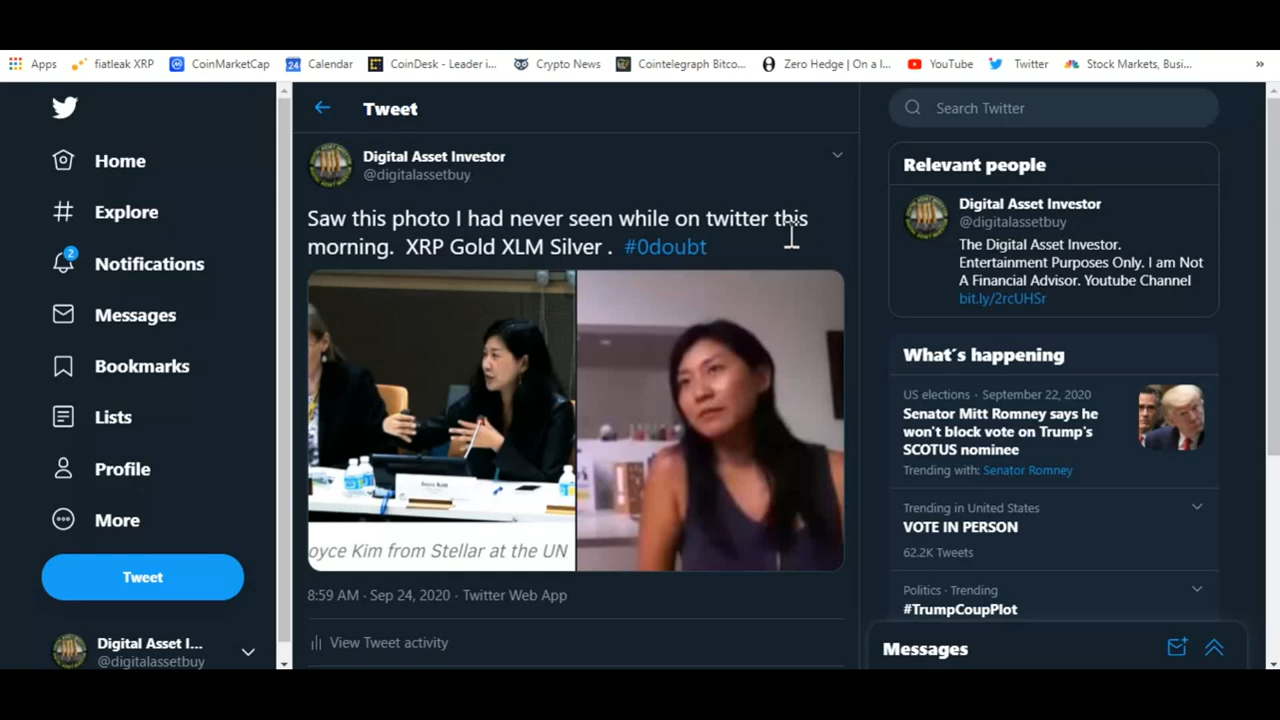 Apps
fiatleak XRP
CoinMarketCap
24
Calendar
CoinDesk - Leader i...
Crypto News
Cointelegraph Bitco...
Zero Hedge | On a l...
YouTube
Twitter
Stock Markets, Busi...
»
Home
Explore
2
Notifications
Messages
Bookmarks
Lists
Profile
More
Tweet
Digital Asset I...
@digitalassetbuy
Tweet
Digital Asset Investor
@digitalassetbuy
Saw this photo I had never seen while on twitter this
morning. XRP Gold XLM Silver . #0doubt
Joyce Kim
oyce Kim from Stellar at the UN
8:59 AM · Sep 24, 2020 · Twitter Web App
View Tweet activity
Search Twitter
Relevant people
Digital Asset Investor
@digitalassetbuy
The Digital Asset Investor.
Entertainment Purposes Only. I am Not
A Financial Advisor. Youtube Channel
bit.ly/2rcUHSr
What's happening
US elections · September 22, 2020
Senator Mitt Romney says he
won't block vote on Trump's
SCOTUS nominee
Trending with: Senator Romney
Trending in United States
VOTE IN PERSON
62.2K Tweets
Politics · Trending
#TrumpCoupPlot
Messages